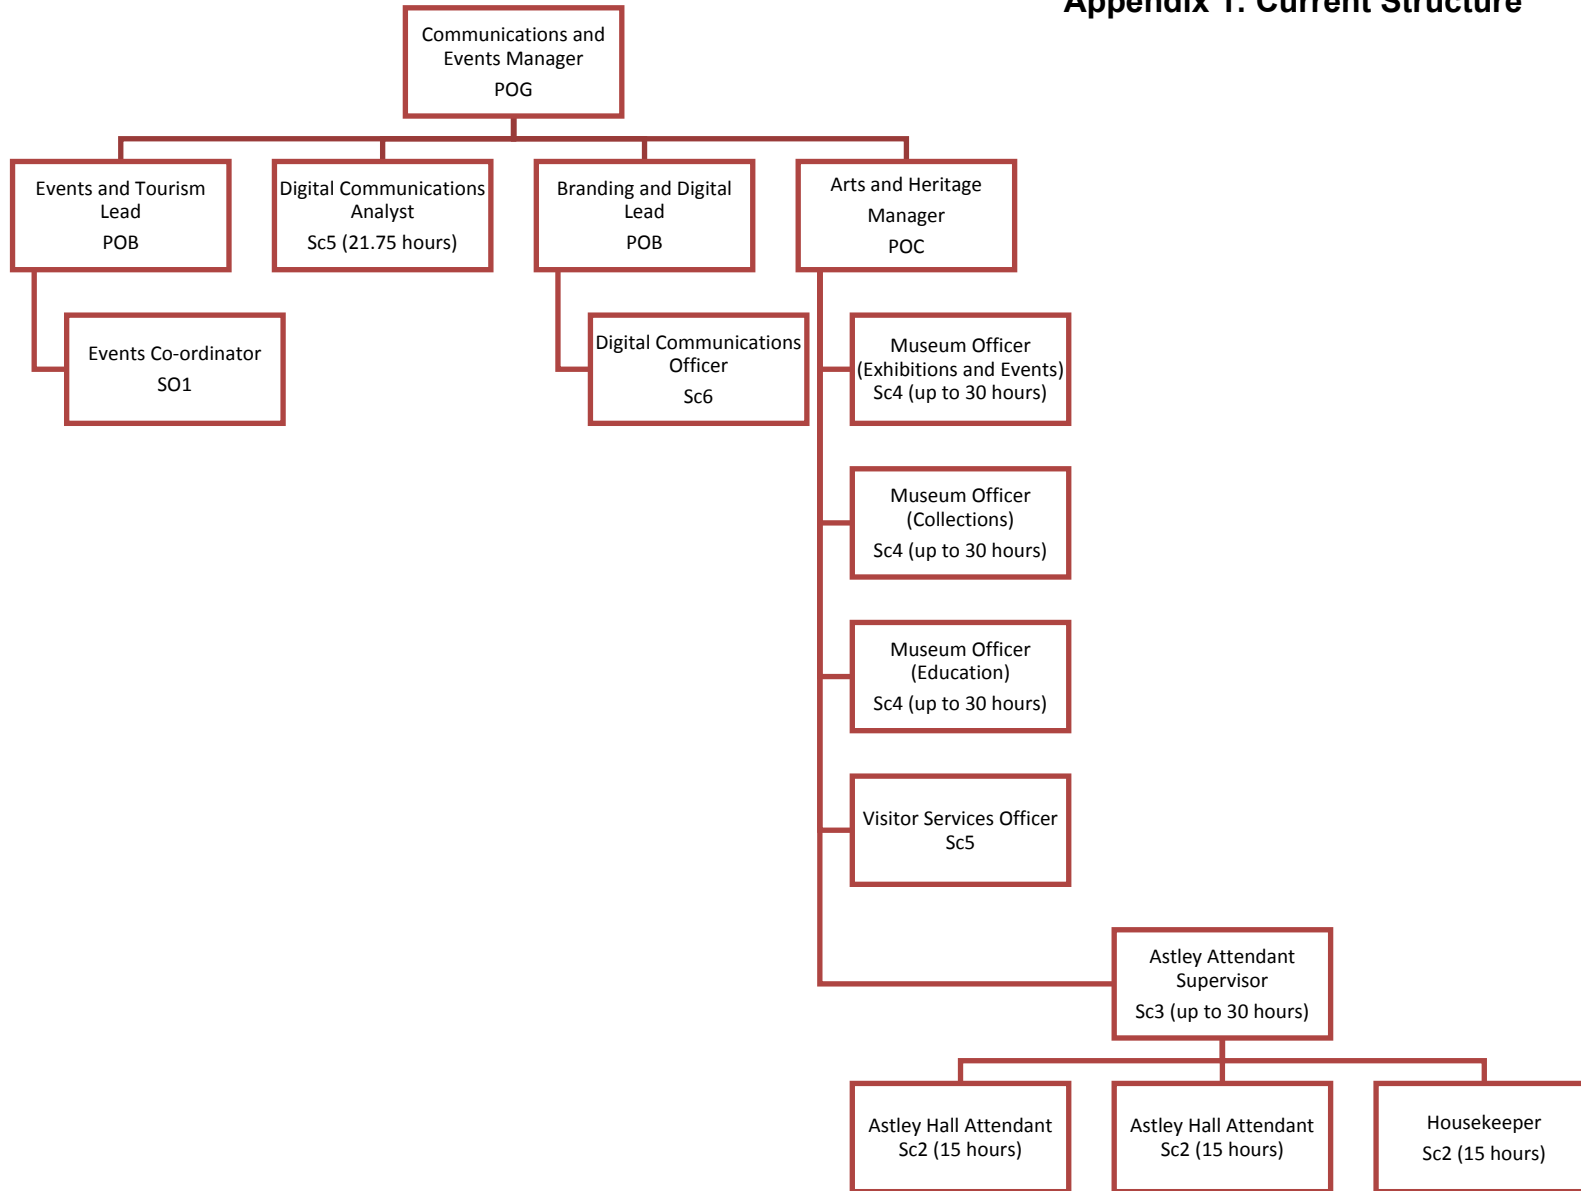 Appendix 1: Current Structure
Communications and
Events Manager
POG
Events and Tourism
Lead
POB
Digital Communications
Analyst
Sc5 (21.75 hours)
Branding and Digital
Lead
POB
Arts and Heritage
Manager
POC
Events Co-ordinator
SO1
Digital Communications
Officer
Sc6
Museum Officer
(Exhibitions and Events)
Sc4 (up to 30 hours)
Museum Officer
(Collections)
Sc4 (up to 30 hours)
Museum Officer
(Education)
Sc4 (up to 30 hours)
Visitor Services Officer
Sc5
Astley Attendant
Supervisor
Sc3 (up to 30 hours)
Astley Hall Attendant
Sc2 (15 hours)
Astley Hall Attendant
Sc2 (15 hours)
Housekeeper
Sc2 (15 hours)